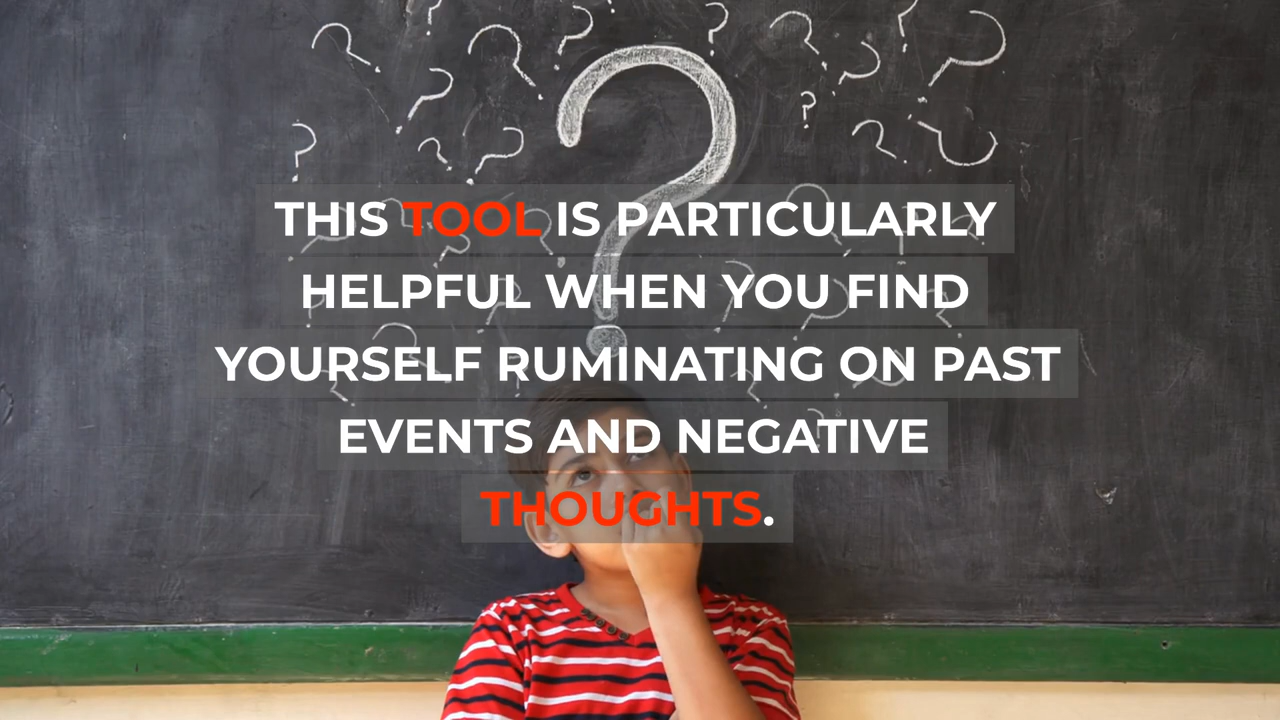 THIS TOOL IS PARTICULARLY
HELPFUL WHEN YOU FIND
YOURSELF RUMINATING ON PAST
EVENTS AND NEGATIVE
THOUGHTS.